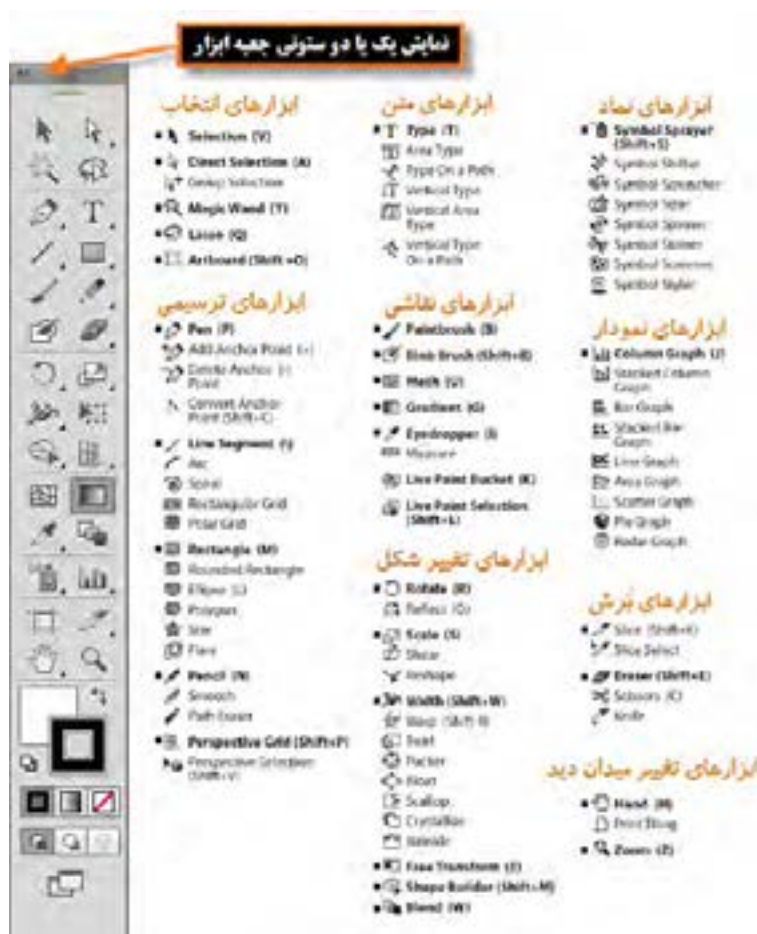 نمایش یک یا دو ستونی جعبه ابزار
ابزارهای انتخاب
Selection (V)
Direct Selection (A)
Group Selection
Magic Wand (Y)
Lasso (Q)
Artboard (Shift +O)
ابزارهای ترسیمی
Pen (P)
Add Anchor Point (+)
Delete Anchor (-)
Point
Convert Anchor
Point (Shift+C)
Line Segment (\)
Arc
Spiral
Rectangular Grid
Polar Grid
Rectangle (M)
Rounded Rectangle
Ellipse (L)
Polygon
Star
Flare
Pencil (N)
Smooth
Path Eraser
Perspective Grid (Shift+P)
Perspective Selection
(Shift+V)
ابزارهای متن
Type (T)
Area Type
Type On a Path
Vertical Type
Vertical Area
Type
Vertical Type
On a Path
ابزارهای نقاشی
Paintbrush (B)
Blob Brush (Shift+B)
Mesh (U)
Gradient (G)
Eyedropper (I)
Measure
Live Paint Bucket (K)
Live Paint Selection
(Shift+L)
ابزارهای تغییر شکل
Rotate (R)
Reflect (O)
Scale (S)
Shear
Reshape
Width (Shift+W)
Warp (Shift-R)
Twirl
Pucker
Bloat
Scallop
Crystallize
Wrinkle
Free Transform (E)
Shape Builder (Shift+M)
Blend (W)
ابزارهای نماد
Symbol Sprayer
(Shift+S)
Symbol Shifter
Symbol Scruncher
Symbol Sizer
Symbol Spinner
Symbol Stainer
Symbol Screener
Symbol Styler
ابزارهای نمودار
Column Graph (J)
Stacked Column
Graph
Bar Graph
Stacked Bar
Graph
Line Graph
Area Graph
Scatter Graph
Pie Graph
Radar Graph
ابزارهای بُرش
Slice (Shift+K)
Slice Select
Eraser (Shift+E)
Scissors (C)
Knife
ابزارهای تغییر میدان دید
Hand (H)
Print Tiling
Zoom (Z)